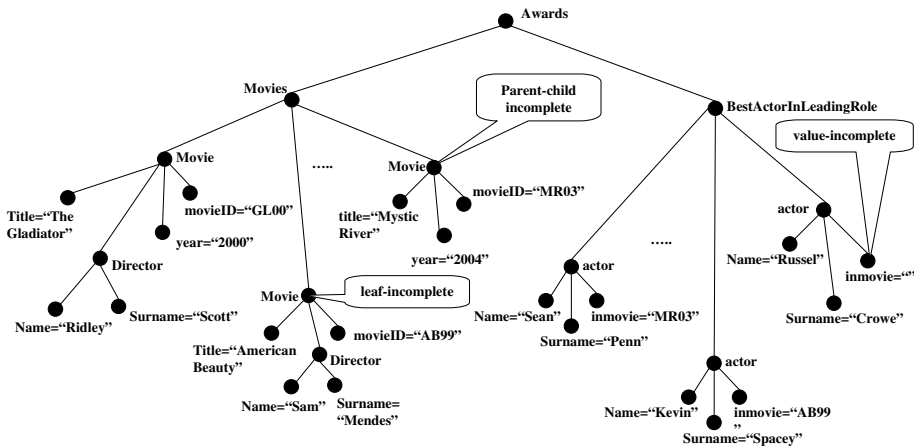 Awards
Movies
Parent-child
incomplete
BestActorInLeadingRole
value-incomplete
Movie
…..
Movie
movieID=“GL00”
Title=“The
Gladiator”
year=“2000”
movieID=“MR03”
title=“Mystic
River”
year=“2004”
actor
…..
Name=“Russel”
inmovie=“”
Surname=“Crowe”
Director
Name=“Ridley”
Surname=“Scott”
Movie
leaf-incomplete
actor
Name=“Sean”
inmovie=“MR03”
Surname=“Penn”
Title=“American
Beauty”
movieID=“AB99”
Director
Name=“Sam”
Surname=
“Mendes”
actor
Name=“Kevin”
inmovie=“AB99
”
Surname=“Spacey”